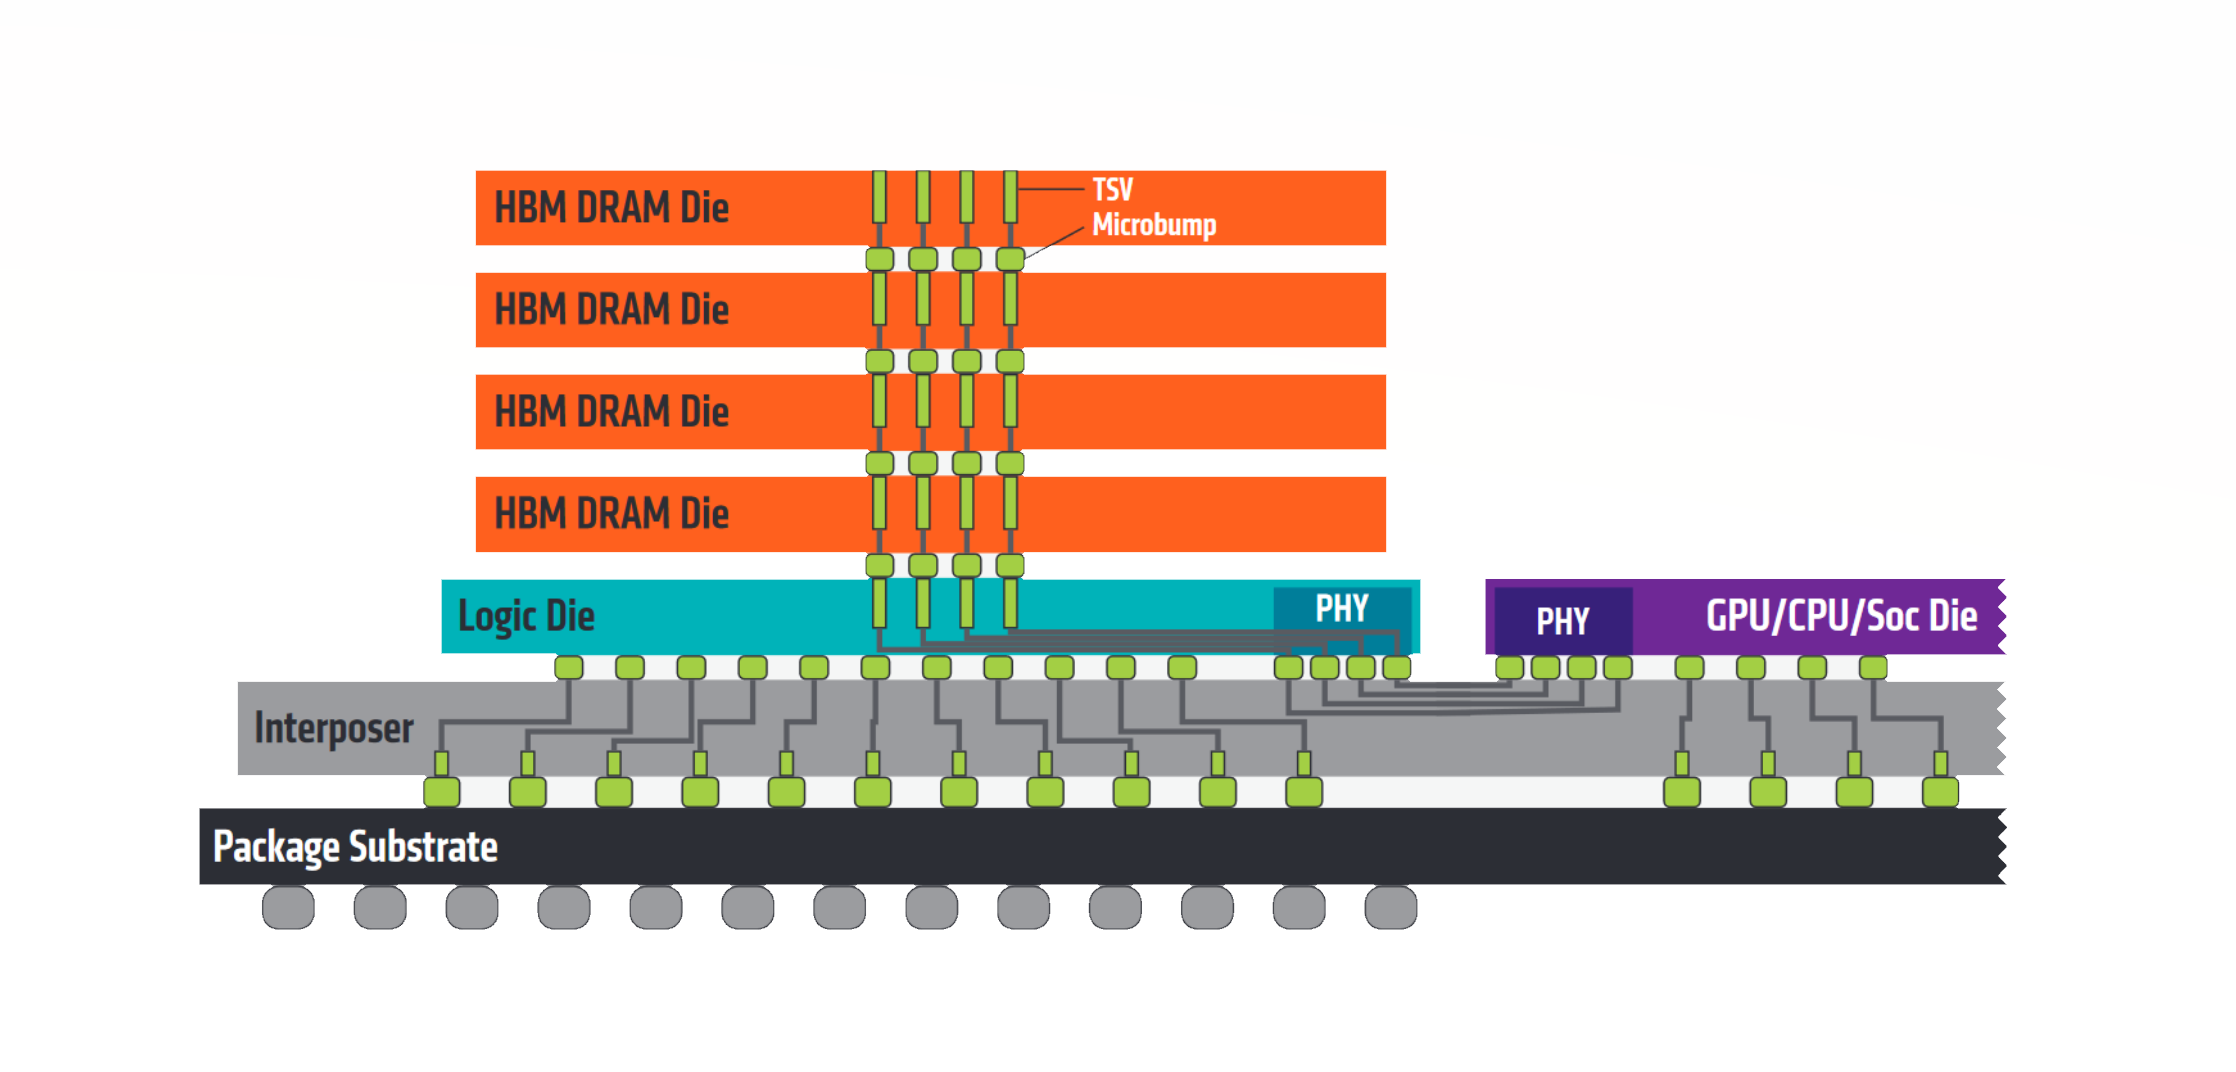 HBM DRAM Die
TSV
Microbump
HBM DRAM Die
HBM DRAM Die
HBM DRAM Die
Logic Die
PHY
PHY
GPU/CPU/Soc Die
Interposer
Package Substrate